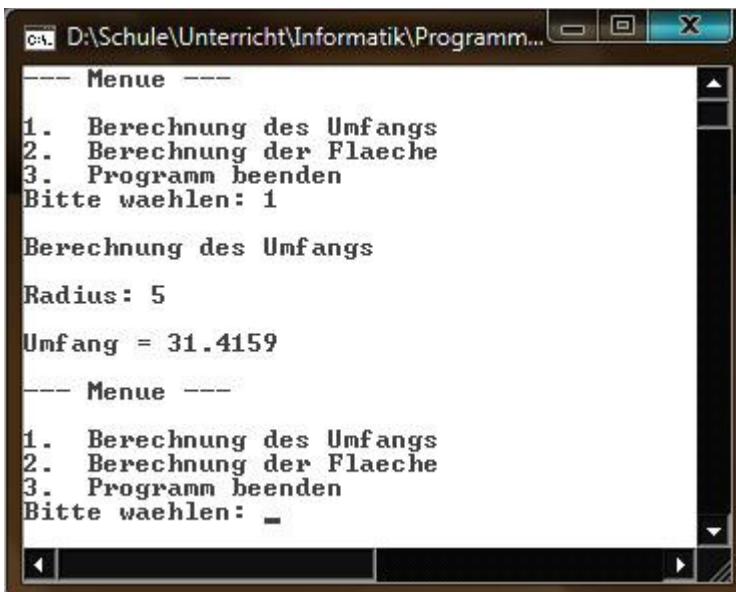 D:\Schule\Unterricht\Informatik\Programm...
--- Menue ---
1. Berechnung des Umfangs
2. Berechnung der Flaeche
3. Programm beenden
Bitte waehlen: 1
Berechnung des Umfangs
Radius: 5
Umfang = 31.4159
--- Menue ---
1. Berechnung des Umfangs
2. Berechnung der Flaeche
3. Programm beenden
Bitte waehlen: _